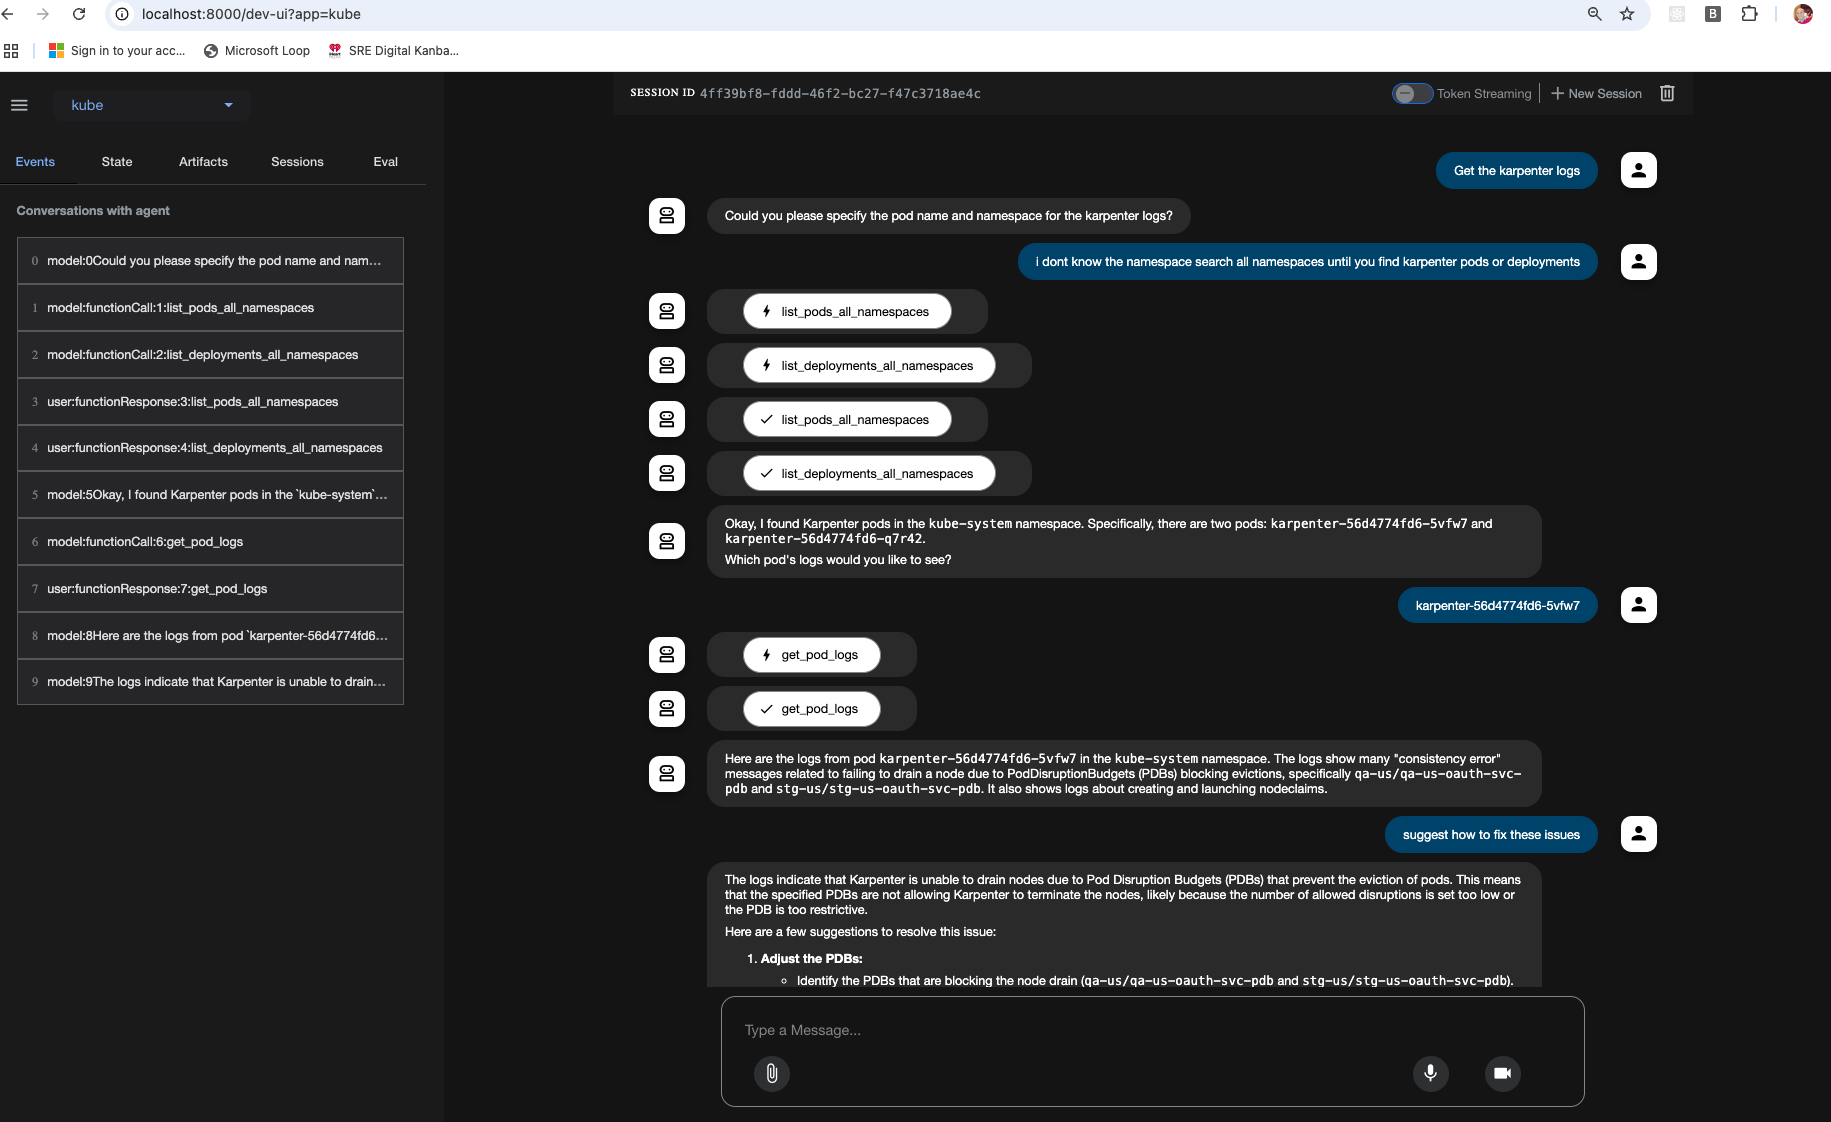 localhost:8000/dev-ui?app=kube
B
Sign in to your acc...
Microsoft Loop
SRE Digital Kanba...
kube
SESSION ID 4ff39bf8-fddd-46f2-bc27-f47c3718ae4c
Token Streaming
New Session
Events
State
Artifacts
Sessions
Eval
Conversations with agent
0 model:0Could you please specify the pod name and nam...
1 model:functionCall:1:list_pods_all_namespaces
2 model:functionCall:2:list_deployments_all_namespaces
3 user:functionResponse:3:list_pods_all_namespaces
4 user:functionResponse:4:list_deployments_all_namespaces
5 model:5Okay, I found Karpenter pods in the `kube-system`...
6 model:functionCall:6:get_pod_logs
7 user:functionResponse:7:get_pod_logs
8 model:8Here are the logs from pod `karpenter-56d4774fd6...
9 model:9The logs indicate that Karpenter is unable to drain...
Get the karpenter logs
Could you please specify the pod name and namespace for the karpenter logs?
i dont know the namespace search all namespaces until you find karpenter pods or deployments
list_pods_all_namespaces
list_deployments_all_namespaces
list_pods_all_namespaces
list_deployments_all_namespaces
Okay, I found Karpenter pods in the kube-system namespace. Specifically, there are two pods: karpenter-56d4774fd6-5vfw7 and
karpenter-56d4774fd6-q7r42.
Which pod's logs would you like to see?
karpenter-56d4774fd6-5vfw7
get_pod_logs
get_pod_logs
Here are the logs from pod karpenter-56d4774fd6-5vfw7 in the kube-system namespace. The logs show many "consistency error"
messages related to failing to drain a node due to PodDisruptionBudgets (PDBs) blocking evictions, specifically qa-us/qa-us-oauth-svc-
pdb and stg-us/stg-us-oauth-svc-pdb. It also shows logs about creating and launching nodeclaims.
suggest how to fix these issues
The logs indicate that Karpenter is unable to drain nodes due to Pod Disruption Budgets (PDBs) that prevent the eviction of pods. This means
that the specified PDBs are not allowing Karpenter to terminate the nodes, likely because the number of allowed disruptions is set too low or
the PDB is too restrictive.
Here are a few suggestions to resolve this issue:
1. Adjust the PDBs:
◦ Identify the PDBs that are blocking the node drain (qa-us/qa-us-oauth-svc-pdb and stg-us/stg-us-oauth-svc-pdb).
Type a Message...